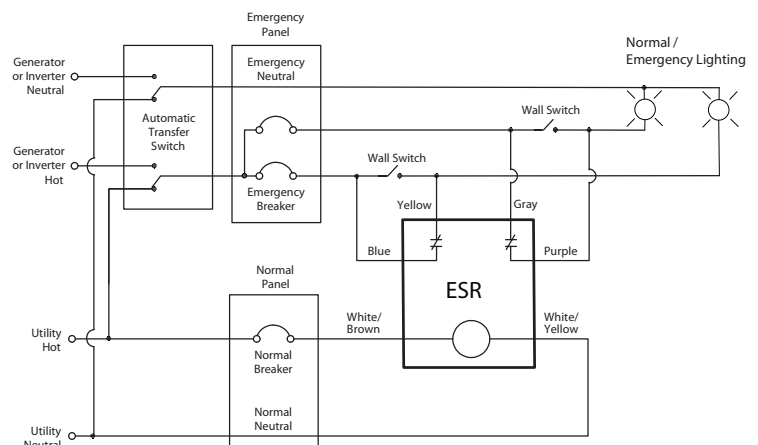 Emergency
Panel
Normal /
Emergency Lighting
Generator
or Inverter
Neutral
Emergency
Neutral
Automatic
Transfer
Switch
Wall Switch
Generator
or Inverter
Hot
Wall Switch
Emergency
Breaker
Yellow
Gray
Blue
Purple
ESR
Normal
Panel
White/
Brown
White/
Yellow
Utility
Hot
Normal
Breaker
Normal
Neutral
Utility
Neutral